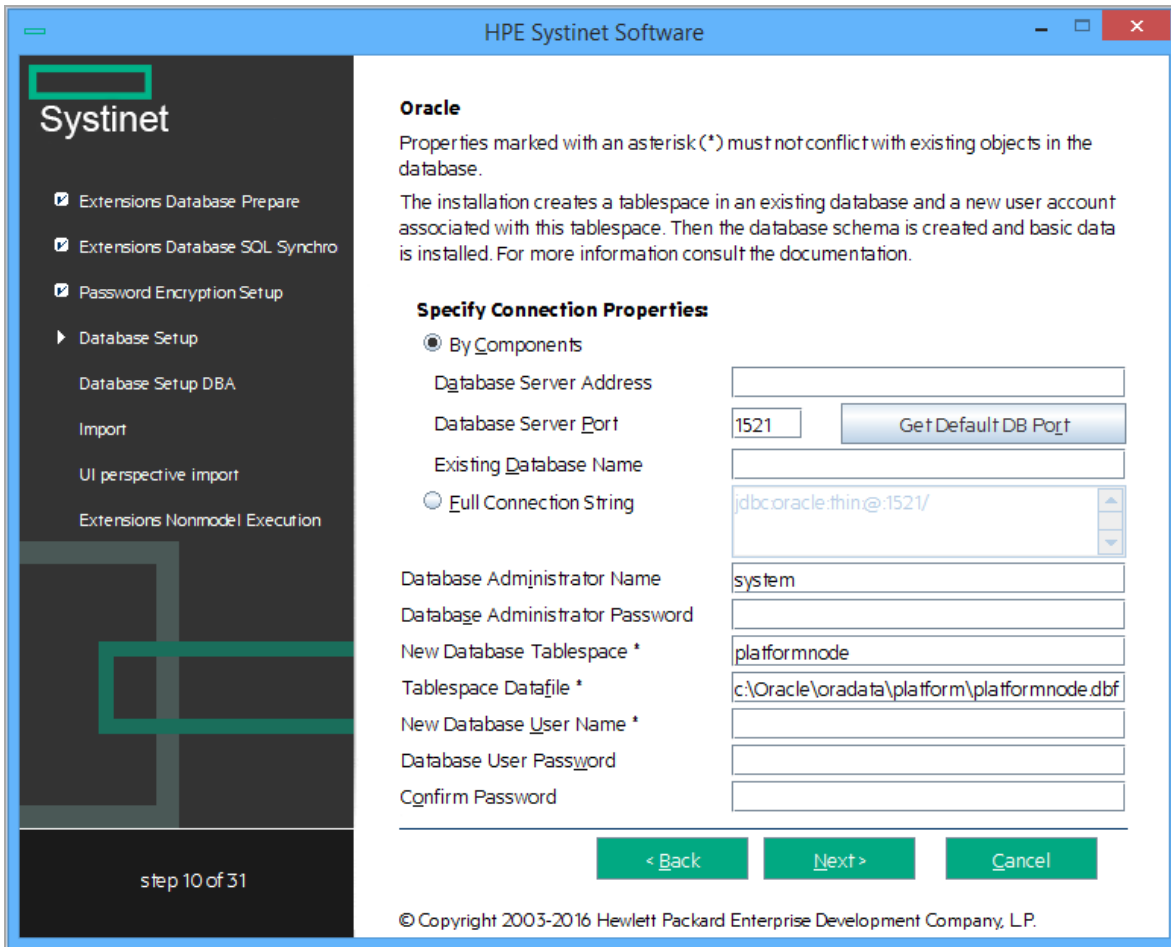 HPE Systinet Software
Systinet
Extensions Database Prepare
Extensions Database SQL Synchro
Password Encryption Setup
Database Setup
Database Setup DBA
Import
UI perspective import
Extensions Nonmodel Execution
step 10 of 31
Oracle
Properties marked with an asterisk (*) must not conflict with existing objects in the
database.
The installation creates a tablespace in an existing database and a new user account
associated with this tablespace. Then the database schema is created and basic data
is installed. For more information consult the documentation.
Specify Connection Properties:
By Components
Database Server Address
Database Server Port 1521 Get Default DB Port
Existing Database Name
Full Connection String jdbc:oracle:thin:@:1521/
Database Administrator Name system
Database Administrator Password
New Database Tablespace * platformnode
Tablespace Datafile * c:\Oracle\oradata\platform\platformnode.dbf
New Database User Name *
Database User Password
Confirm Password
< Back Next > Cancel
© Copyright 2003-2016 Hewlett Packard Enterprise Development Company, L.P.